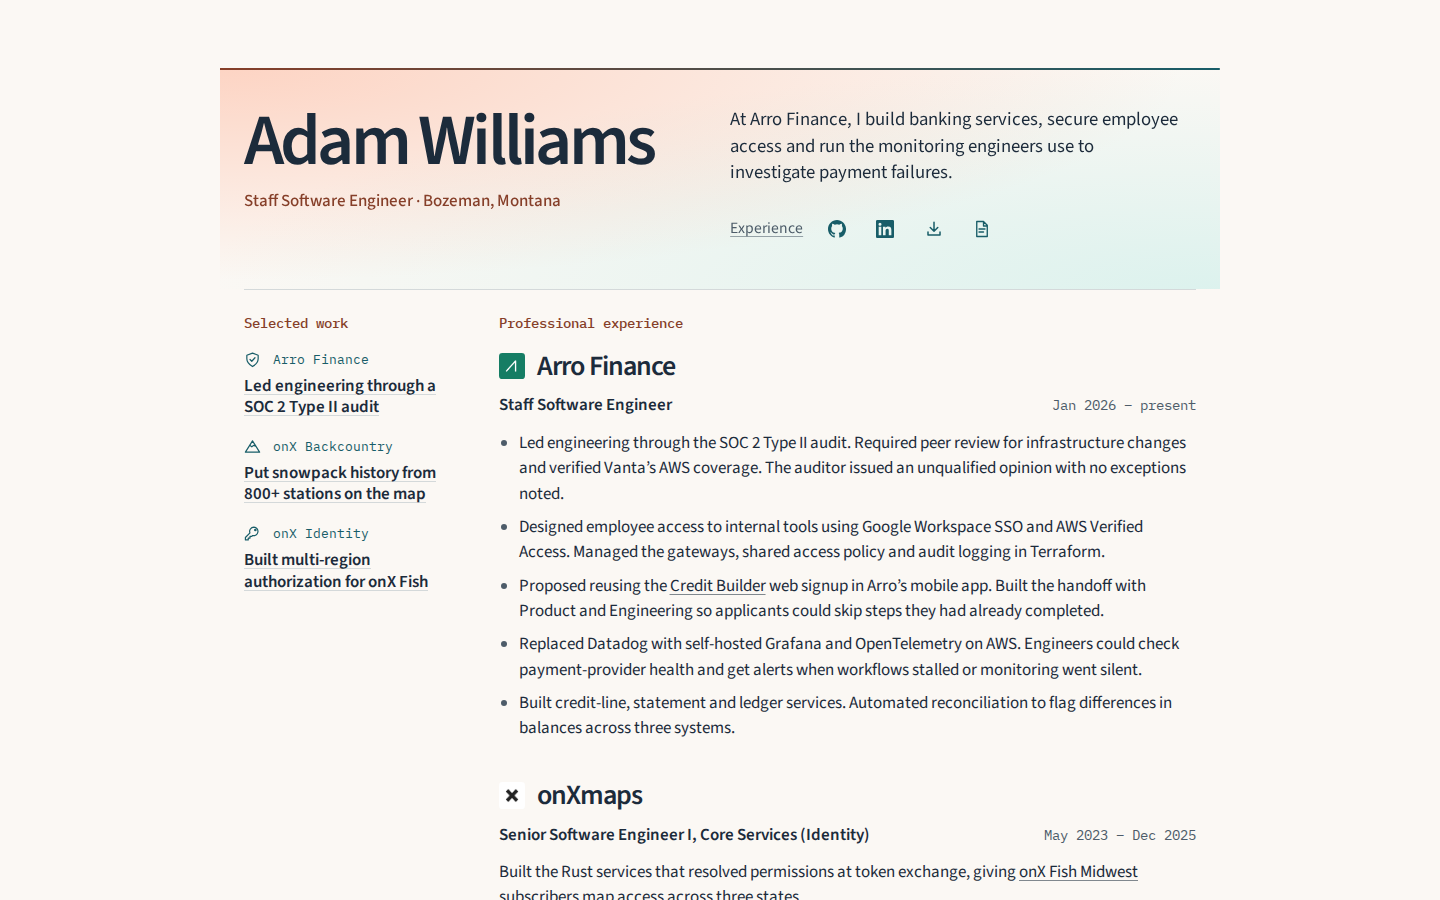 Adam Williams
Staff Software Engineer · Bozeman, Montana
At Arro Finance, I build banking services, secure employee
access and run the monitoring engineers use to
investigate payment failures.
Experience
in
Selected work
Arro Finance
Led engineering through a
SOC 2 Type II audit
onX Backcountry
Put snowpack history from
800+ stations on the map
onX Identity
Built multi-region
authorization for onX Fish
Professional experience
Arro Finance
Staff Software Engineer
Jan 2026 – present
• Led engineering through the SOC 2 Type II audit. Required peer review for infrastructure changes
and verified Vanta’s AWS coverage. The auditor issued an unqualified opinion with no exceptions
noted.
• Designed employee access to internal tools using Google Workspace SSO and AWS Verified
Access. Managed the gateways, shared access policy and audit logging in Terraform.
• Proposed reusing the Credit Builder web signup in Arro’s mobile app. Built the handoff with
Product and Engineering so applicants could skip steps they had already completed.
• Replaced Datadog with self-hosted Grafana and OpenTelemetry on AWS. Engineers could check
payment-provider health and get alerts when workflows stalled or monitoring went silent.
• Built credit-line, statement and ledger services. Automated reconciliation to flag differences in
balances across three systems.
onXmaps
Senior Software Engineer I, Core Services (Identity)
May 2023 – Dec 2025
Built the Rust services that resolved permissions at token exchange, giving onX Fish Midwest
subscribers map access across three states.